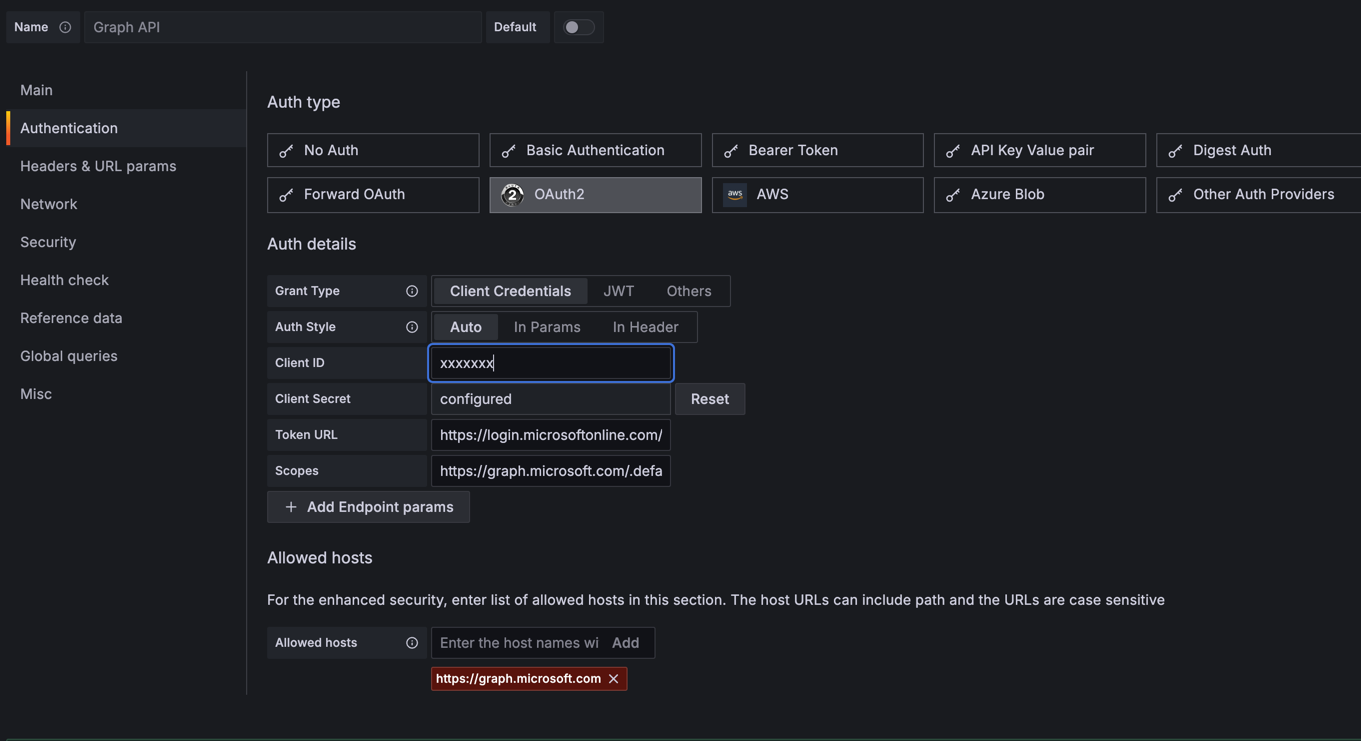 Name Graph API Default
Main
Authentication
Headers & URL params
Network
Security
Health check
Reference data
Global queries
Misc
Auth type
No Auth Basic Authentication Bearer Token API Key Value pair Digest Auth
Forward OAuth 2 OAuth2 aws AWS Azure Blob Other Auth Providers
Auth details
Grant Type Client Credentials JWT Others
Auth Style Auto In Params In Header
Client ID xxxxxxx
Client Secret configured Reset
Token URL https://login.microsoftonline.com/
Scopes https://graph.microsoft.com/.defa
Add Endpoint params
Allowed hosts
For the enhanced security, enter list of allowed hosts in this section. The host URLs can include path and the URLs are case sensitive
Allowed hosts Enter the host names wi Add
https://graph.microsoft.com